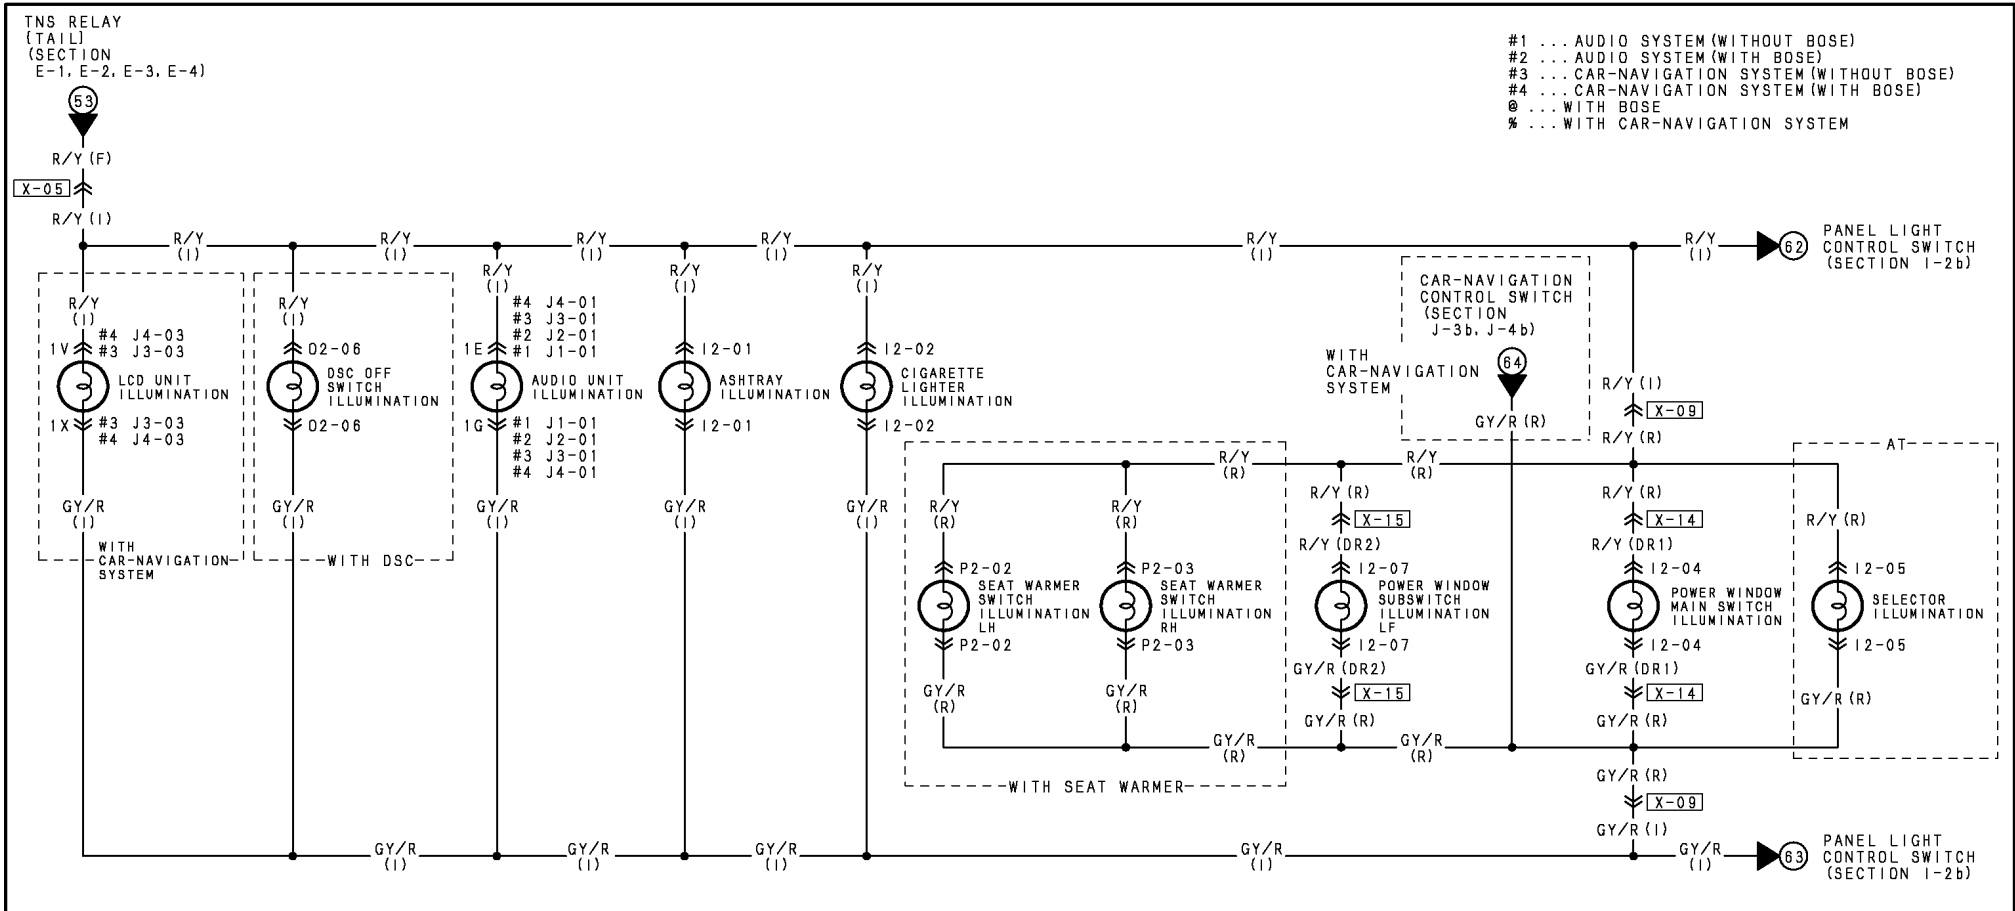 TNS RELAY
(TAIL)
(SECTION
E-1, E-2, E-3, E-4)
53
R/Y (F)
X-05
R/Y (I)
#1 ... AUDIO SYSTEM (WITHOUT BOSE)
#2 ... AUDIO SYSTEM (WITH BOSE)
#3 ... CAR-NAVIGATION SYSTEM (WITHOUT BOSE)
#4 ... CAR-NAVIGATION SYSTEM (WITH BOSE)
@ ... WITH BOSE
% ... WITH CAR-NAVIGATION SYSTEM
R/Y
(I)
R/Y
(I)
R/Y
(I)
R/Y
(I)
R/Y
(I)
R/Y
(I)
62
PANEL LIGHT
CONTROL SWITCH
(SECTION I-2b)
R/Y
(I)
1V
#4 J4-03
#3 J3-03
LCD UNIT
ILLUMINATION
1X
#3 J3-03
#4 J4-03
GY/R
(I)
WITH
CAR-NAVIGATION
SYSTEM
R/Y
(I)
O2-06
DSC OFF
SWITCH
ILLUMINATION
O2-06
GY/R
(I)
WITH DSC
R/Y
(I)
#4 J4-01
#3 J3-01
#2 J2-01
1E
#1 J1-01
AUDIO UNIT
ILLUMINATION
1G
#1 J1-01
#2 J2-01
#3 J3-01
#4 J4-01
GY/R
(I)
R/Y
(I)
I2-01
ASHTRAY
ILLUMINATION
I2-01
GY/R
(I)
R/Y
(I)
I2-02
CIGARETTE
LIGHTER
ILLUMINATION
I2-02
GY/R
(I)
CAR-NAVIGATION
CONTROL SWITCH
(SECTION
J-3b, J-4b)
64
WITH
CAR-NAVIGATION
SYSTEM
GY/R (R)
R/Y (I)
X-09
R/Y (R)
AT
R/Y
(R)
R/Y
(R)
R/Y
(R)
P2-02
SEAT WARMER
SWITCH
ILLUMINATION
LH
P2-02
GY/R
(R)
R/Y
(R)
P2-03
SEAT WARMER
SWITCH
ILLUMINATION
RH
P2-03
GY/R
(R)
WITH SEAT WARMER
R/Y (R)
X-15
R/Y (DR2)
I2-07
POWER WINDOW
SUBSWITCH
ILLUMINATION
LF
I2-07
GY/R (DR2)
X-15
GY/R (R)
R/Y (R)
X-14
R/Y (DR1)
I2-04
POWER WINDOW
MAIN SWITCH
ILLUMINATION
I2-04
GY/R (DR1)
X-14
GY/R (R)
R/Y (R)
I2-05
SELECTOR
ILLUMINATION
I2-05
GY/R (R)
GY/R
(R)
GY/R
(R)
GY/R (R)
X-09
GY/R (I)
GY/R
(I)
GY/R
(I)
GY/R
(I)
GY/R
(I)
GY/R
(I)
63
PANEL LIGHT
CONTROL SWITCH
(SECTION I-2b)